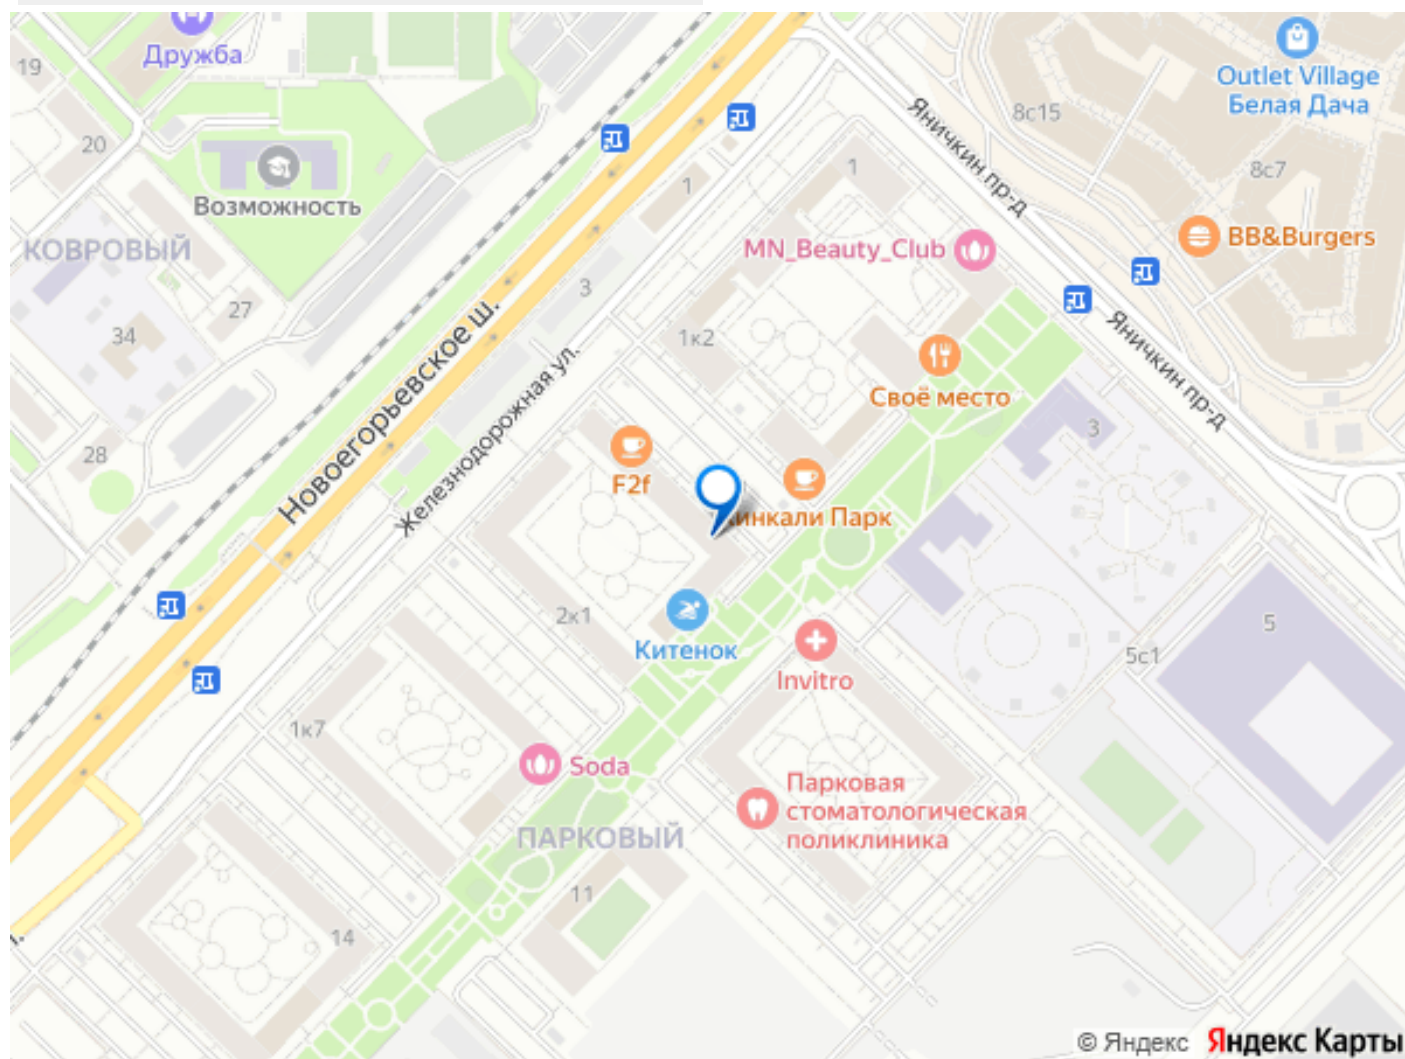 Дружба
19
Outlet Village
Белая Дача
8с15
Яничкин пр-д
20
8с7
Возможность
1
1
КОВРОВЫЙ
MN_Beauty_Club
BB&Burgers
27
3
34
1к2
Новоегорьевское ш.
Железнодорожная ул.
Яничкин пр-д
Своё место
3
28
F2f
инкали Парк
2к1
5
Китенок
5с1
Invitro
1к7
Soda
Парковая
стоматологическая
поликлиника
ПАРКОВЫЙ
11
14
© Яндекс Яндекс Карты